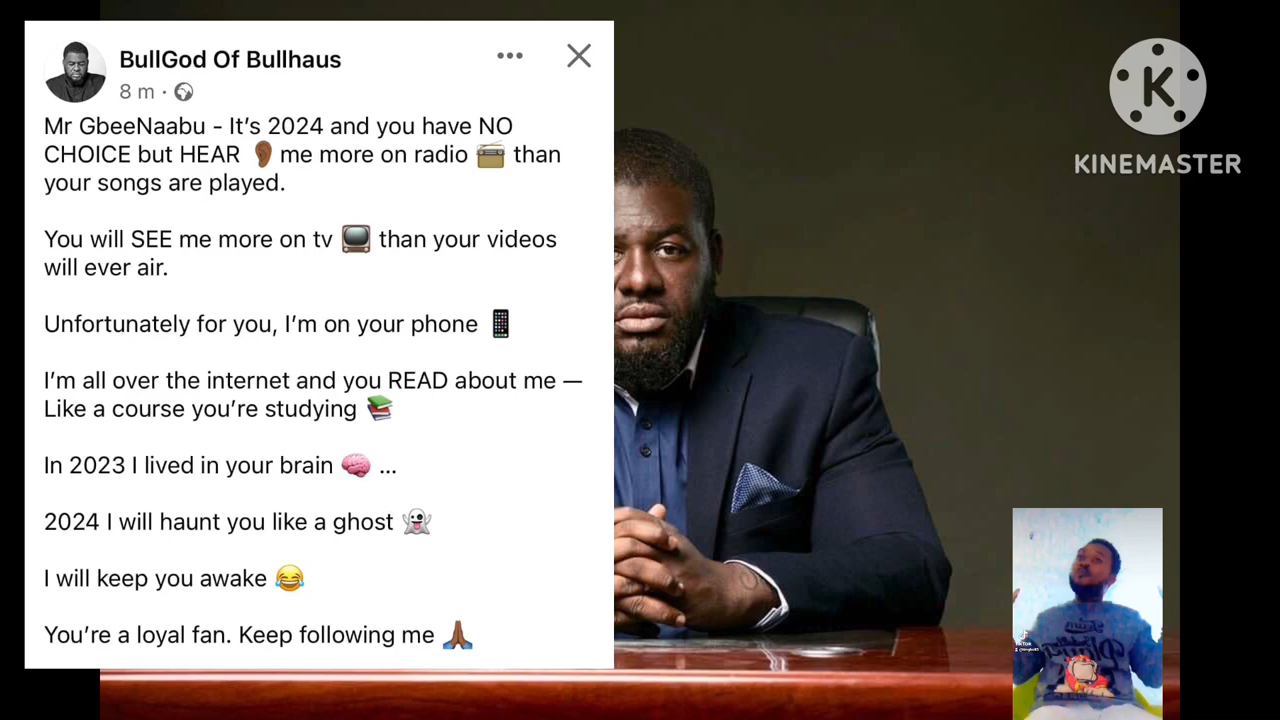 BullGod Of Bullhaus
8 m ·
Mr GbeeNaabu - It’s 2024 and you have NO
CHOICE but HEAR 👂🏾 me more on radio 📻 than
your songs are played.
You will SEE me more on tv 📺 than your videos
will ever air.
Unfortunately for you, I’m on your phone 📱
I’m all over the internet and you READ about me —
Like a course you’re studying 📚
In 2023 I lived in your brain 🧠 ...
2024 I will haunt you like a ghost 👻
I will keep you awake 😂
You’re a loyal fan. Keep following me 🙏🏾
K
KINEMASTER
TikTok